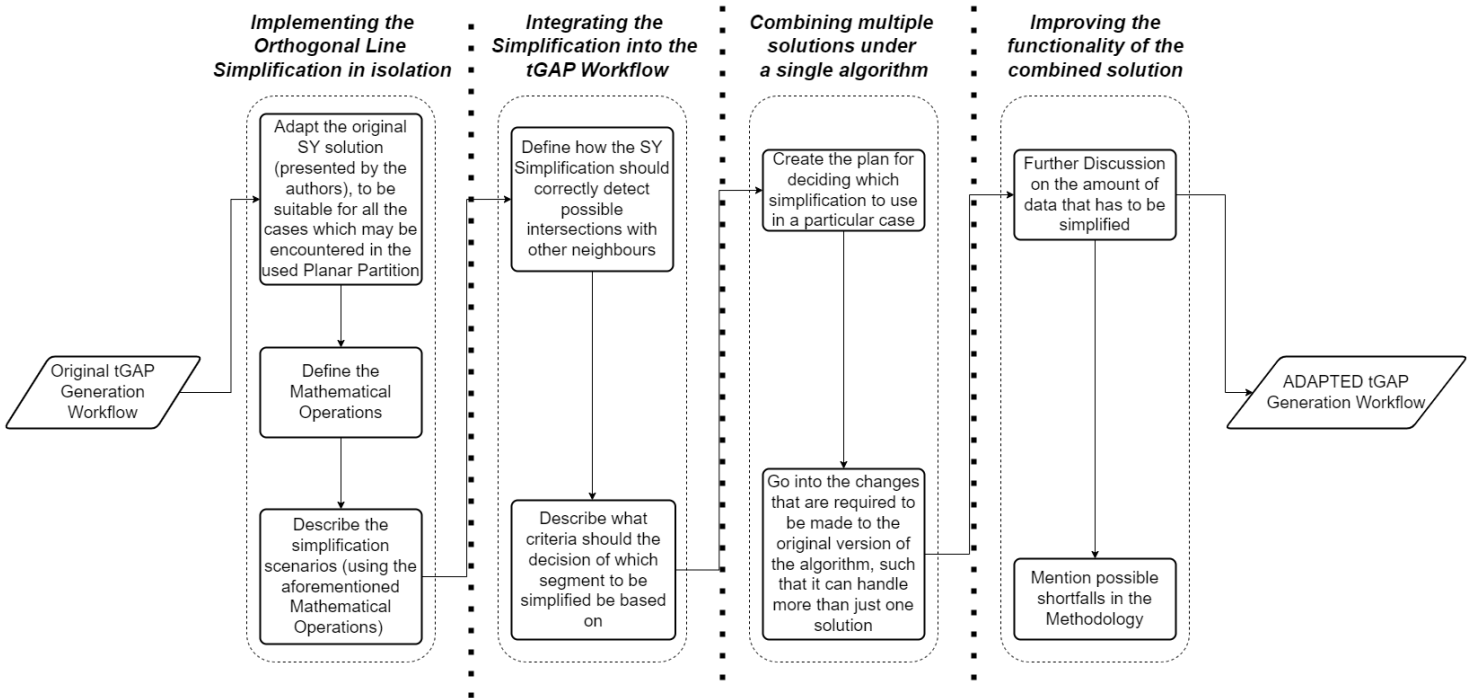 Implementing the
Orthogonal Line
Simplification in isolation
Integrating the
Simplification into the
tGAP Workflow
Combining multiple
solutions under
a single algorithm
Improving the
functionality of the
combined solution
Original tGAP
Generation
Workflow
Adapt the original
SY solution
(presented by the
authors), to be
suitable for all the
cases which may be
encountered in the
used Planar Partition
Define the
Mathematical
Operations
Describe the
simplification
scenarios (using the
aforementioned
Mathematical
Operations)
Define how the SY
Simplification should
correctly detect
possible
intersections with
other neighbours
Describe what
criteria should the
decision of which
segment to be
simplified be based
on
Create the plan for
deciding which
simplification to use
in a particular case
Go into the changes
that are required to
be made to the
original version of
the algorithm, such
that it can handle
more than just one
solution
Further Discussion
on the amount of
data that has to be
simplified
Mention possible
shortfalls in the
Methodology
ADAPTED tGAP
Generation Workflow